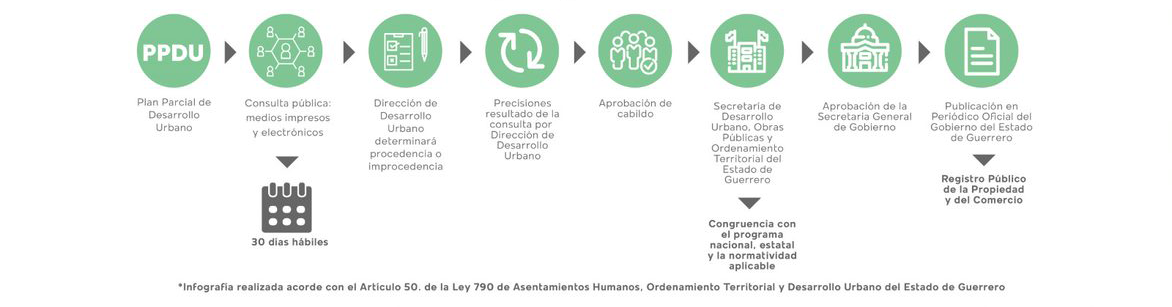 PPDU
Plan Parcial de
Desarrollo
Urbano
Consulta pública:
medios impresos
y electrónicos
30 días hábiles
Dirección de
Desarrollo
Urbano
determinará
procedencia o
improcedencia
Precisiones
resultado de la
consulta por
Dirección de
Desarrollo
Urbano
Aprobación de
cabildo
Secretaría de
Desarrollo
Urbano, Obras
Públicas y
Ordenamiento
Territorial del
Estado de
Guerrero
Congruencia con
el programa
nacional, estatal
y la normatividad
aplicable
Aprobación de la
Secretaría General
de Gobierno
Publicación en
Periódico Oficial del
Gobierno del Estado
de Guerrero
Registro Público
de la Propiedad
y del Comercio
*Infografía realizada acorde con el Artículo 50. de la Ley 790 de Asentamientos Humanos, Ordenamiento Territorial y Desarrollo Urbano del Estado de Guerrero